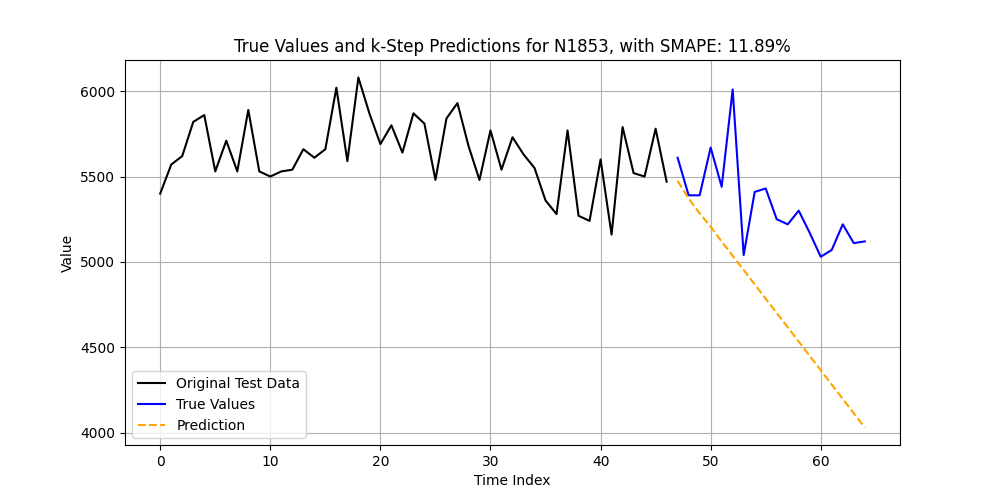 True Values and k-Step Predictions for N1853, with SMAPE: 11.89%
6000
5500
5000
4500
4000
Value
Original Test Data
True Values
Prediction
0 10 20 30 40 50 60
Time Index